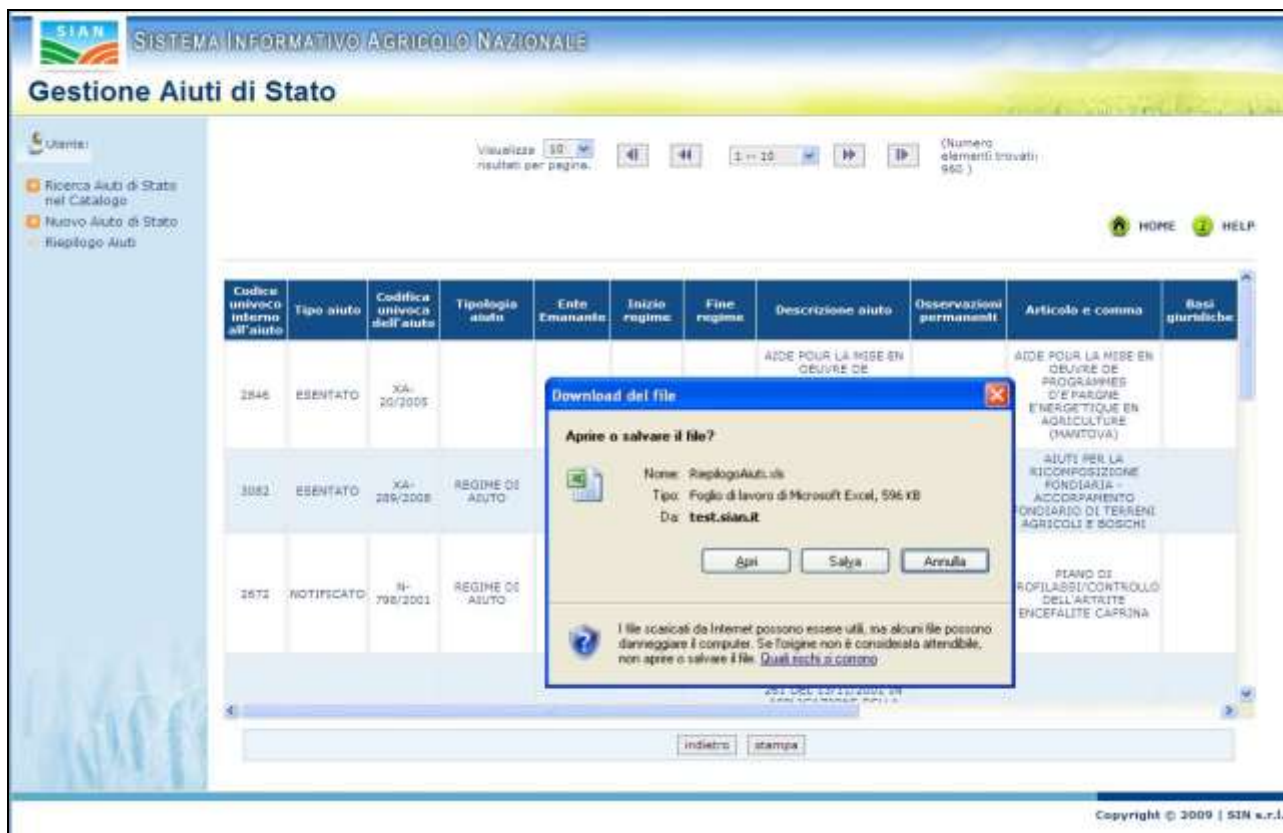 SIAN
SISTEMA INFORMATIVO AGRICOLO NAZIONALE
Gestione Aiuti di Stato
Utente:
Ricerca Aiuti di Stato
nel Catalogo
Nuovo Aiuto di Stato
Riepilogo Aiuti
Visualizza 10
risultati per pagina.
1 -- 10
(Numero
elementi trovati:
960 )
HOME HELP
Codice
univoco
interno
all'aiuto
Tipo aiuto
Codifica
univoca
dell'aiuto
Tipologia
aiuto
Ente
Emanante
Inizio
regime
Fine
regime
Descrizione aiuto
Osservazioni
permanenti
Articolo e comma
Basi
giuridiche
2846
ESENTATO
XA-
20/2005
AIDE POUR LA MISE EN
OEUVRE DE
AIDE POUR LA MISE EN
OEUVRE DE
PROGRAMMES
D'E'PARGNE
E'NERGE'TIQUE EN
AGRICULTURE
(MANTOVA)
3082
ESENTATO
XA-
289/2008
REGIME DI
AIUTO
AIUTI PER LA
RICOMPOSIZIONE
FONDIARIA -
ACCORPAMENTO
FONDIARIO DI TERRENI
AGRICOLI E BOSCHI
2672
NOTIFICATO
N-
798/2001
REGIME DI
AIUTO
PIANO DI
PROFILASSI/CONTROLLO
DELL'ARTRITE
ENCEFALITE CAPRINA
261 DEL 13/11/2001 IN
Download del file
Aprire o salvare il file?
Nome: RiepilogoAiuti.xls
Tipo: Foglio di lavoro di Microsoft Excel, 596 KB
Da: test.sian.it
Apri Salva Annulla
I file scaricati da Internet possono essere utili, ma alcuni file possono
danneggiare il computer. Se l'origine non è considerata attendibile,
non aprire o salvare il file. Quali rischi si corrono
indietro stampa
Copyright © 2009 | SIN s.r.l.